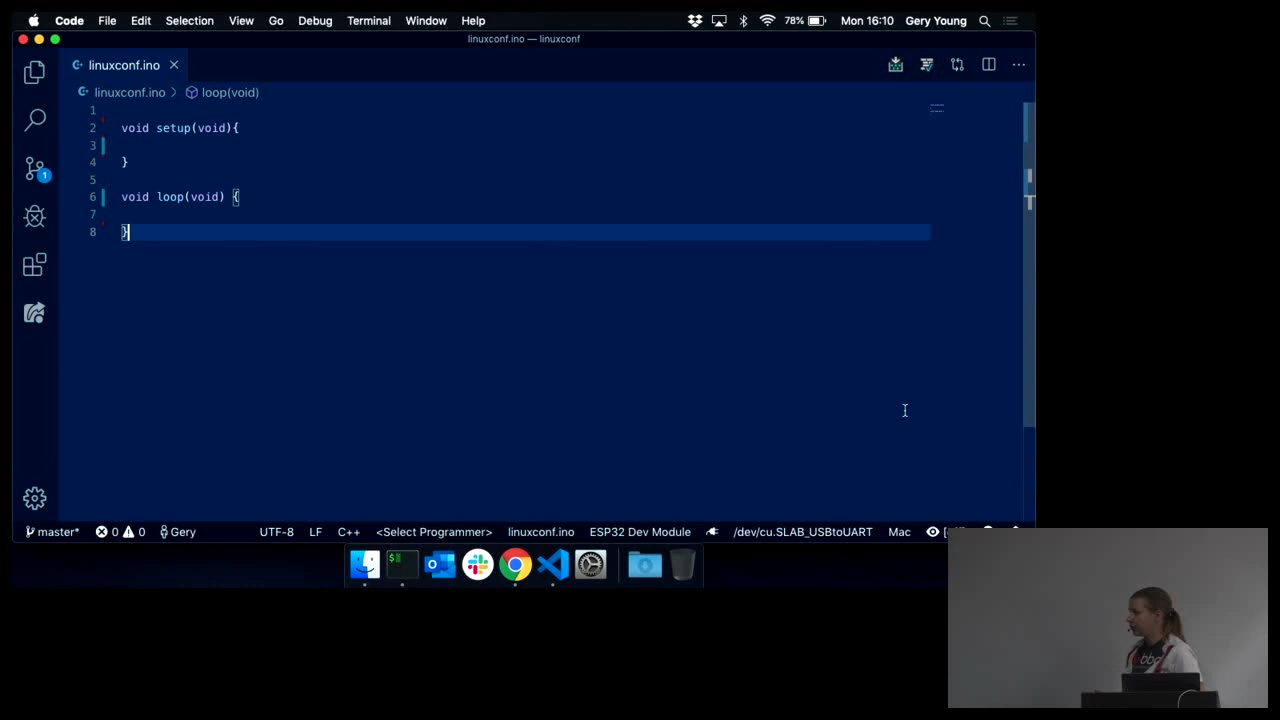 Code File Edit Selection View Go Debug Terminal Window Help 78% Mon 16:10 Gery Young
linuxconf.ino — linuxconf
linuxconf.ino
linuxconf.ino > loop(void)
1
2 void setup(void){
3
4 }
5
6 void loop(void) {
7
8 }
1
master* 0 0 Gery UTF-8 LF C++ <Select Programmer> linuxconf.ino ESP32 Dev Module /dev/cu.SLAB_USBtoUART Mac